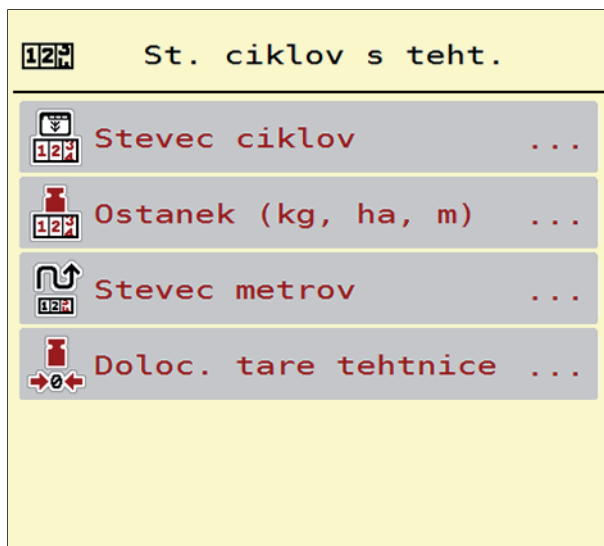 St. ciklov s teht.
Stevec ciklov ...
Ostanek (kg, ha, m) ...
Stevec metrov ...
Doloc. tare tehtnice ...